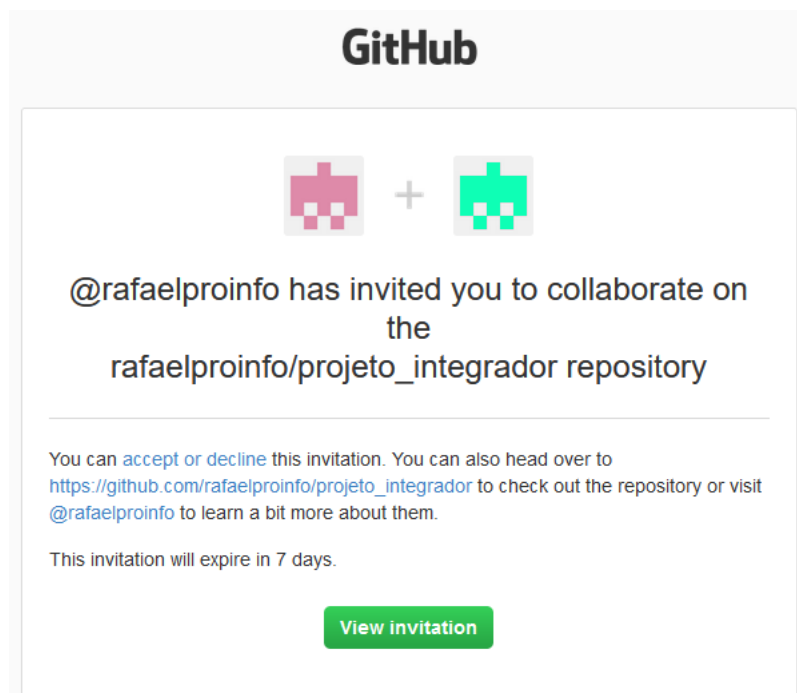 GitHub
@rafaelproinfo has invited you to collaborate on
the
rafaelproinfo/projeto_integrador repository
You can accept or decline this invitation. You can also head over to
https://github.com/rafaelproinfo/projeto_integrador to check out the repository or visit
@rafaelproinfo to learn a bit more about them.
This invitation will expire in 7 days.
View invitation